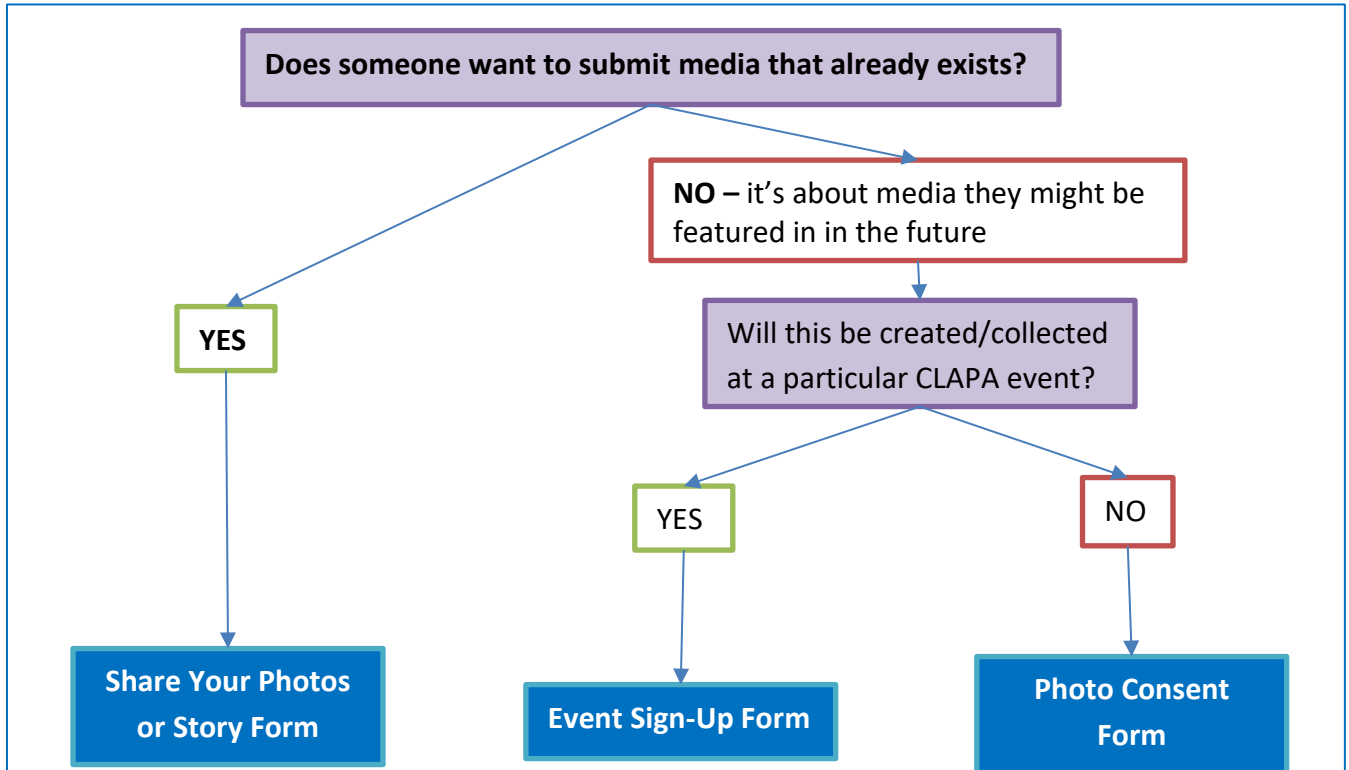 Does someone want to submit media that already exists?
NO – it’s about media they might be
featured in in the future
YES
Will this be created/collected
at a particular CLAPA event?
YES
NO
Share Your Photos
or Story Form
Event Sign-Up Form
Photo Consent
Form